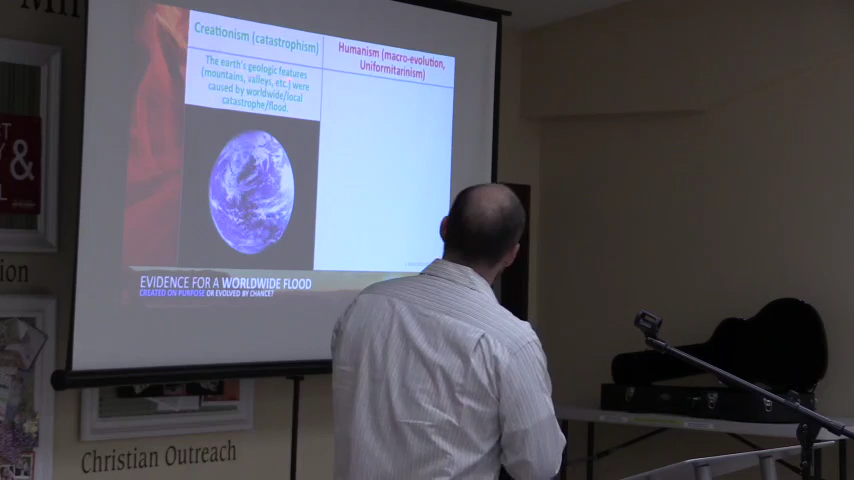 Creationism (catastrophism)
Humanism (macro-evolution,
Uniformitarinism)
The earth's geologic features
(mountains, valleys, etc.) were
caused by worldwide/local
catastrophe/flood.
EVIDENCE FOR A WORLDWIDE FLOOD
CREATED ON PURPOSE OR EVOLVED BY CHANCE?
&
Christian Outreach